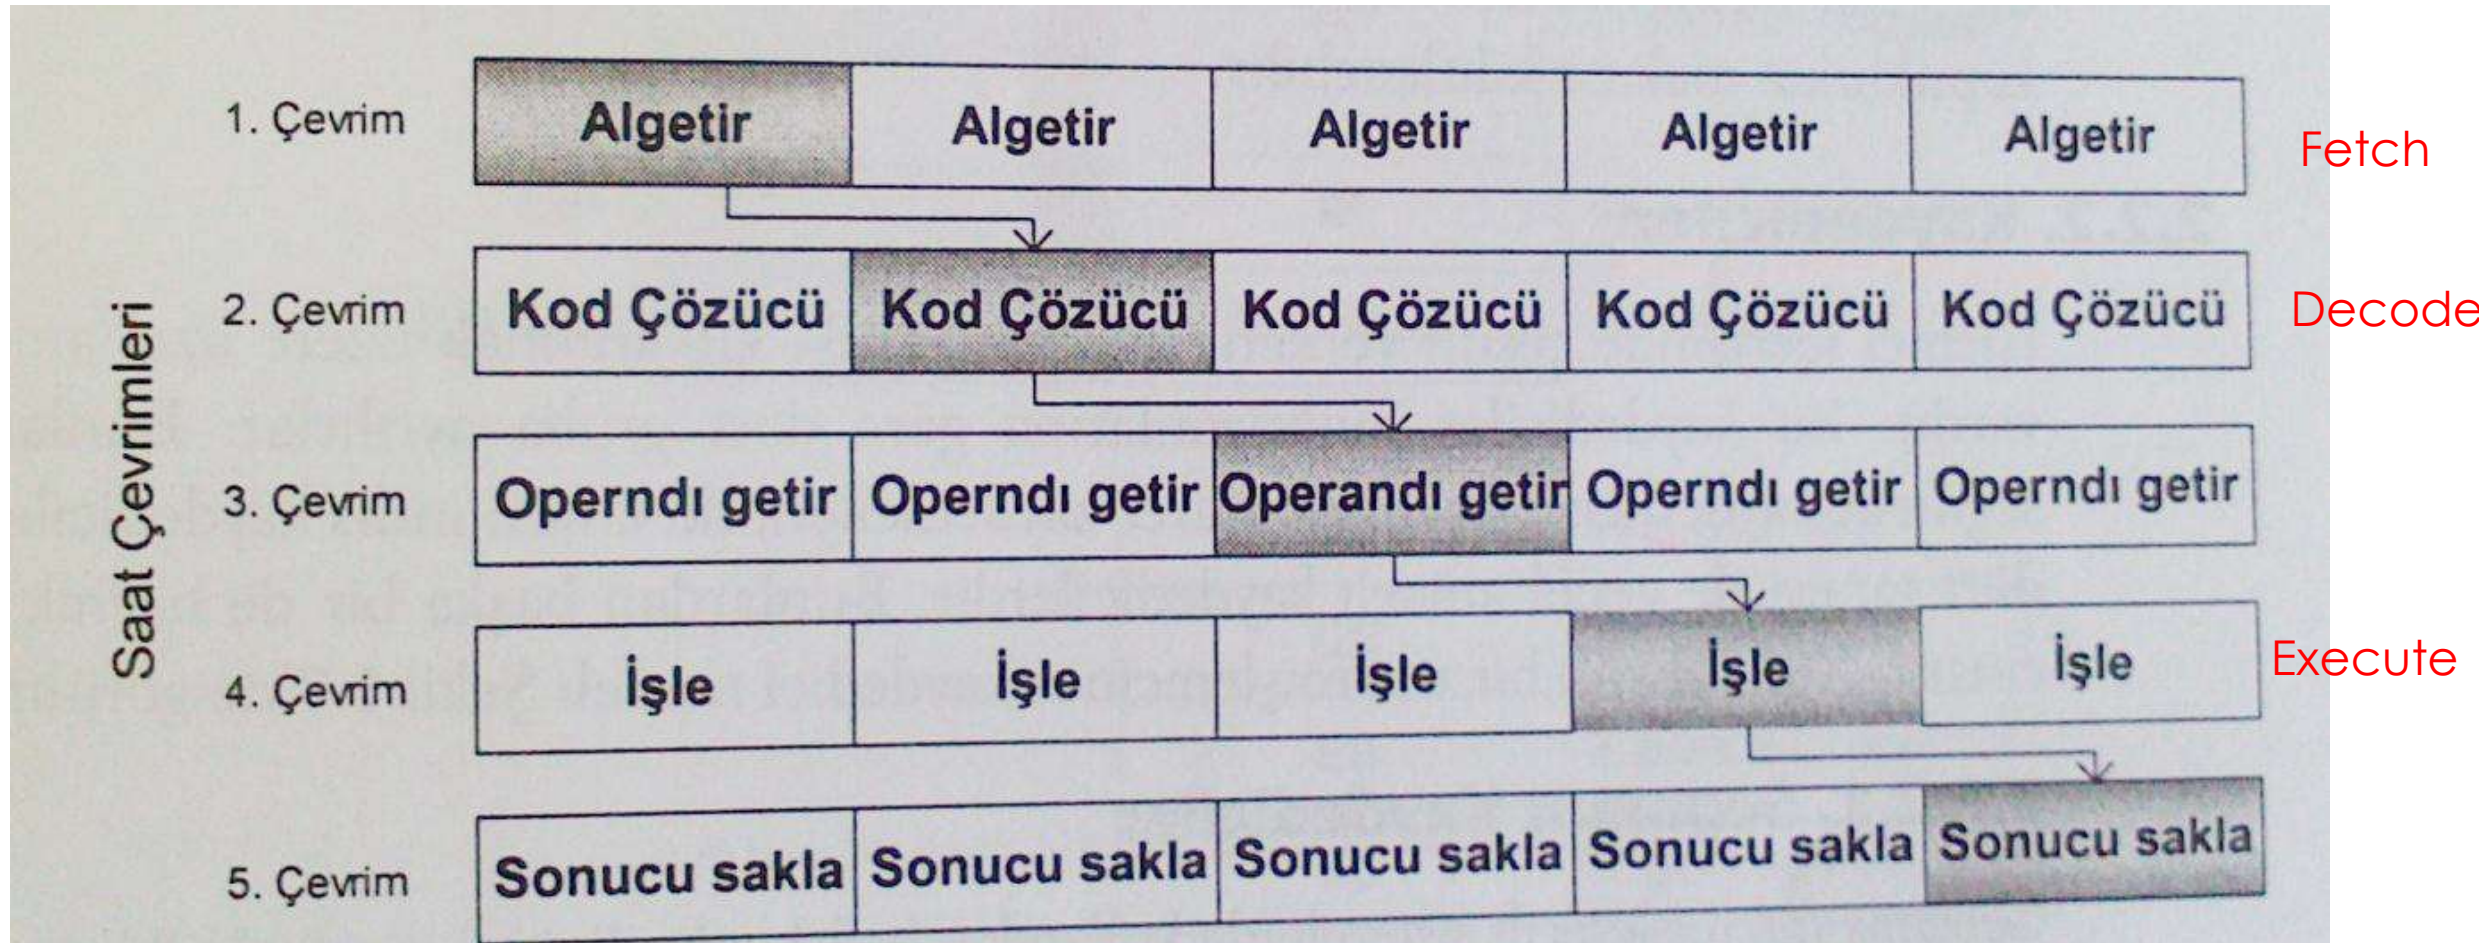 1. Çevrim Algetir Algetir Algetir Algetir Algetir Fetch
2. Çevrim Kod Çözücü Kod Çözücü Kod Çözücü Kod Çözücü Kod Çözücü Decode
Saat Çevrimleri
3. Çevrim Operndı getir Operndı getir Operandı getir Operndı getir Operndı getir
4. Çevrim İşle İşle İşle İşle İşle Execute
5. Çevrim Sonucu sakla Sonucu sakla Sonucu sakla Sonucu sakla Sonucu sakla